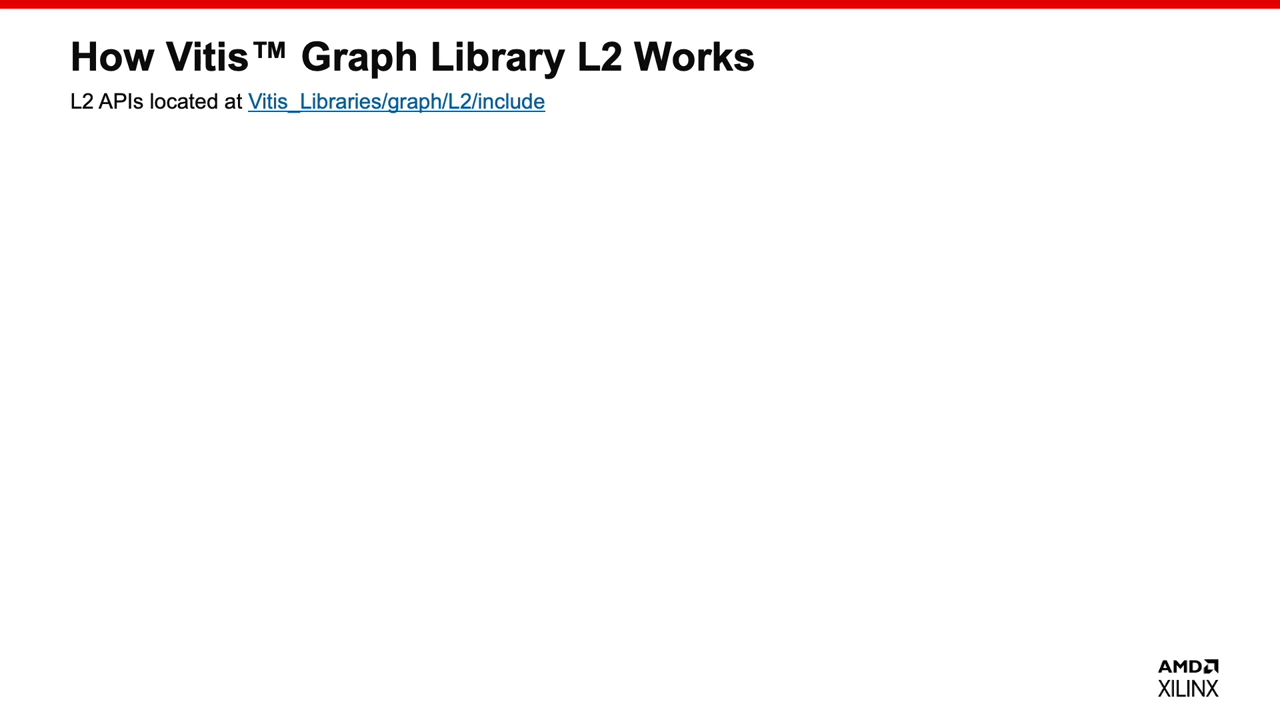 How Vitis™ Graph Library L2 Works
L2 APIs located at Vitis_Libraries/graph/L2/include
AMD
XILINX